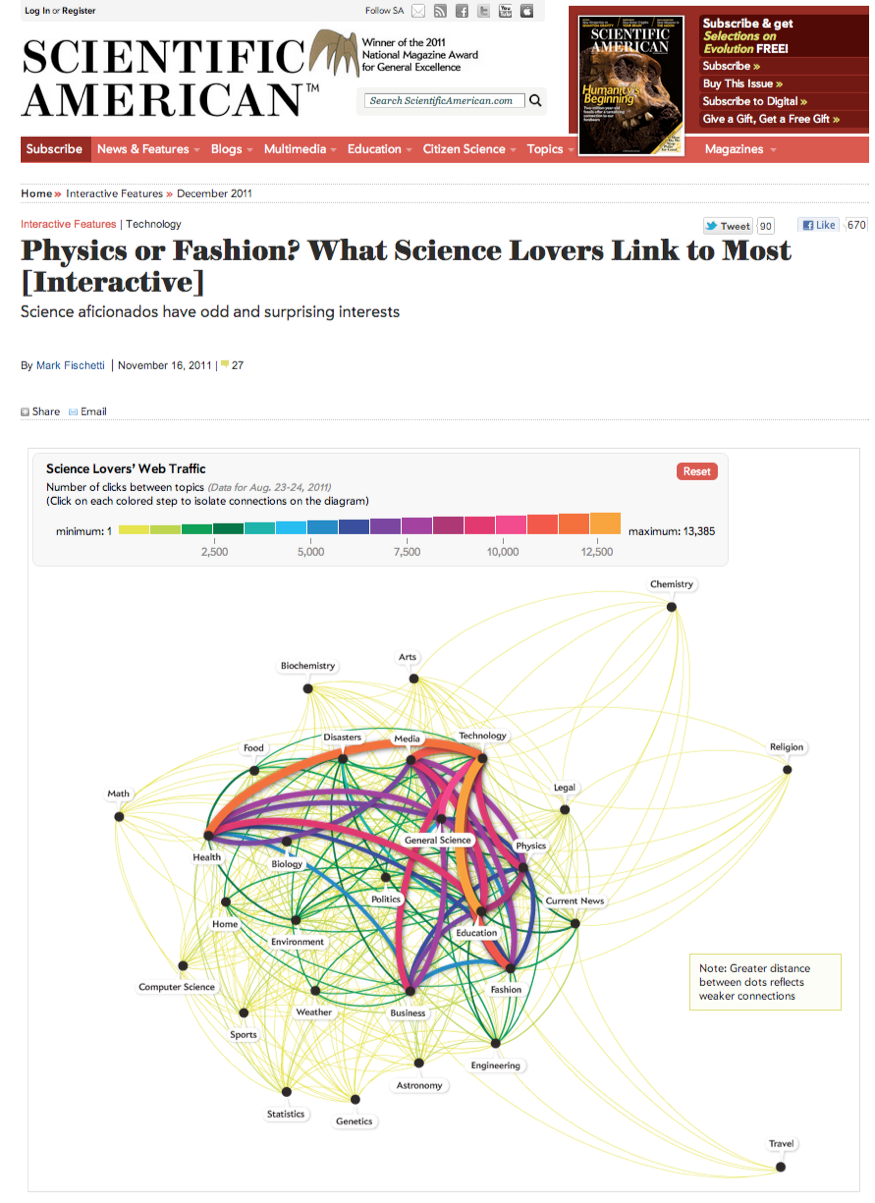 Log In or Register
Follow SA
SCIENTIFIC
AMERICAN™
Winner of the 2011
National Magazine Award
for General Excellence
Search ScientificAmerican.com
SCIENTIFIC
AMERICAN
Humanity's
Beginning
Subscribe & get
Selections on
Evolution FREE!
Subscribe »
Buy This Issue »
Subscribe to Digital »
Give a Gift, Get a Free Gift »
Subscribe News & Features Blogs Multimedia Education Citizen Science Topics Magazines
Home » Interactive Features » December 2011
Interactive Features | Technology
Tweet 90 Like 670
Physics or Fashion? What Science Lovers Link to Most
[Interactive]
Science aficionados have odd and surprising interests
By Mark Fischetti | November 16, 2011 | 27
Share Email
Science Lovers' Web Traffic
Reset
Number of clicks between topics (Data for Aug. 23-24, 2011)
(Click on each colored step to isolate connections on the diagram)
minimum: 1
maximum: 13,385
2,500 5,000 7,500 10,000 12,500
Chemistry
Arts
Biochemistry
Disasters
Media
Technology
Food
Religion
Legal
Math
General Science
Physics
Health
Biology
Politics
Current News
Home
Education
Environment
Note: Greater distance
between dots reflects
weaker connections
Computer Science
Fashion
Weather
Business
Sports
Engineering
Astronomy
Statistics
Genetics
Travel